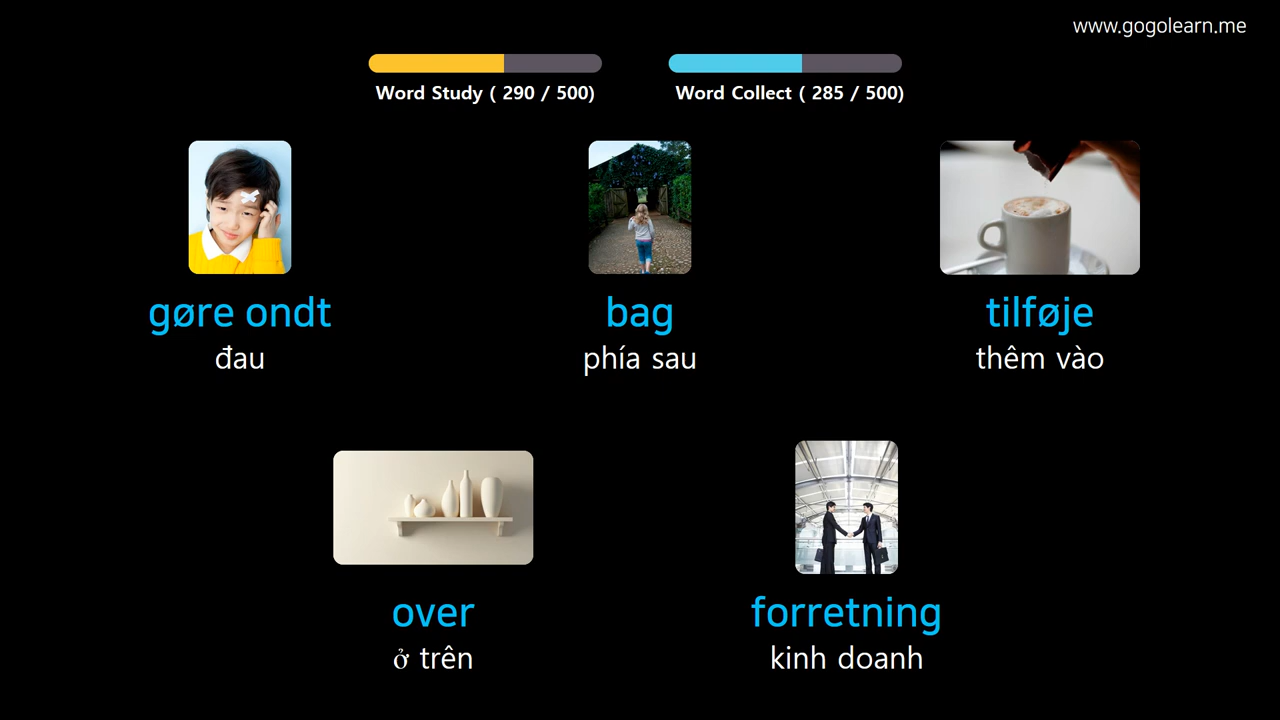 www.gogolearn.me
Word Study ( 290 / 500)
Word Collect ( 285 / 500)
gøre ondt
đau
bag
phía sau
tilføje
thêm vào
over
ở trên
forretning
kinh doanh